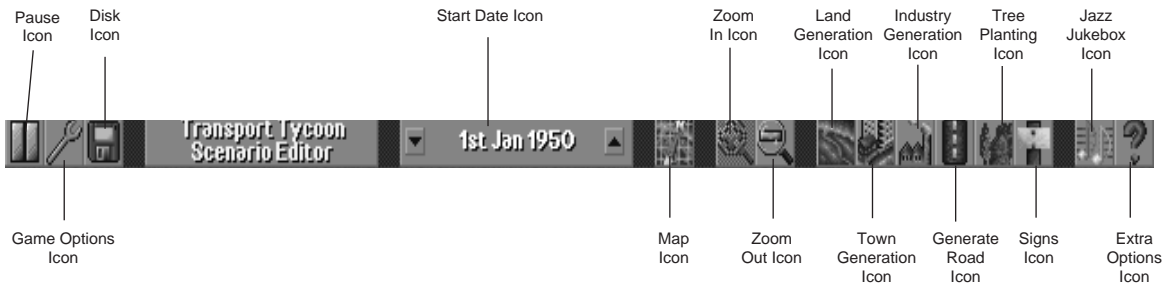 Pause
Icon
Disk
Icon
Start Date Icon
Zoom
In Icon
Land
Generation
Icon
Industry
Generation
Icon
Tree
Planting
Icon
Jazz
Jukebox
Icon
Transport Tycoon
Scenario Editor
1st Jan 1950
Game Options
Icon
Map
Icon
Zoom
Out Icon
Town
Generation
Icon
Generate
Road
Icon
Signs
Icon
Extra
Options
Icon